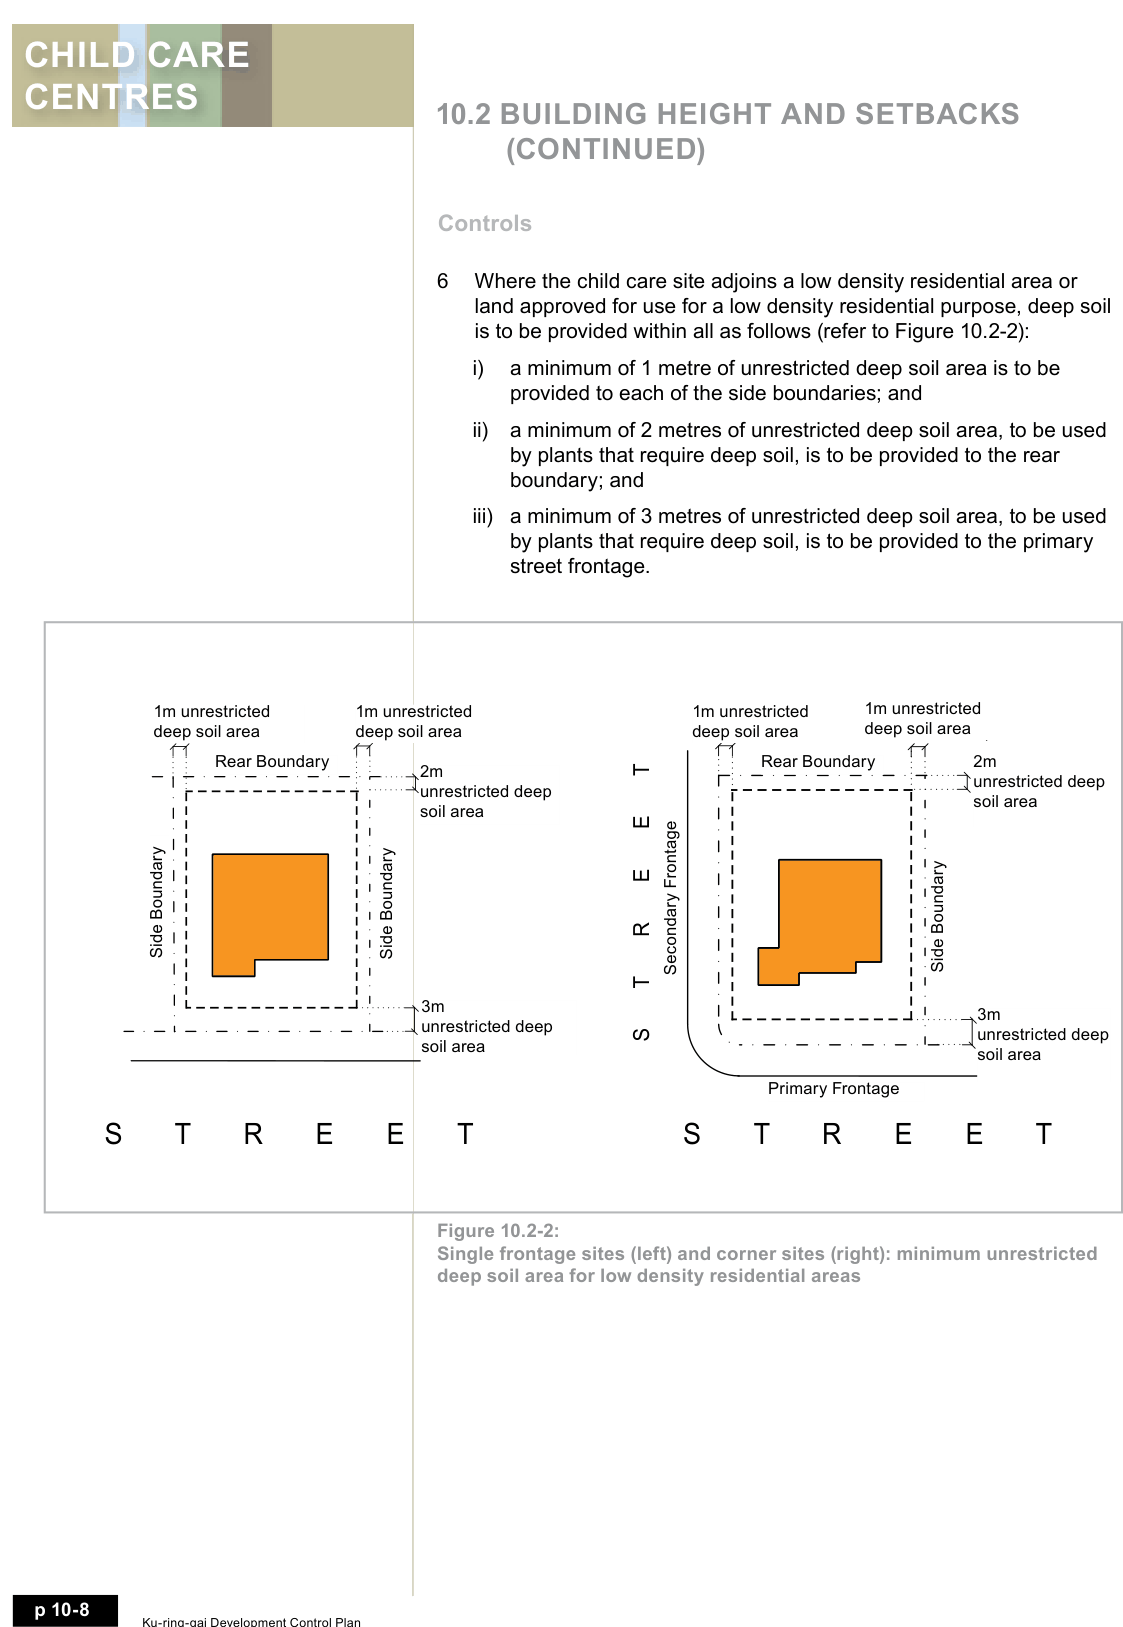 CHILD CARE
CENTRES
10.2 BUILDING HEIGHT AND SETBACKS
(CONTINUED)
Controls
6 Where the child care site adjoins a low density residential area or
land approved for use for a low density residential purpose, deep soil
is to be provided within all as follows (refer to Figure 10.2-2):
i) a minimum of 1 metre of unrestricted deep soil area is to be
provided to each of the side boundaries; and
ii) a minimum of 2 metres of unrestricted deep soil area, to be used
by plants that require deep soil, is to be provided to the rear
boundary; and
iii) a minimum of 3 metres of unrestricted deep soil area, to be used
by plants that require deep soil, is to be provided to the primary
street frontage.
1m unrestricted
deep soil area
1m unrestricted
deep soil area
Rear Boundary
2m
unrestricted deep
soil area
Side Boundary
Side Boundary
3m
unrestricted deep
soil area
S T R E E T
1m unrestricted
deep soil area
1m unrestricted
deep soil area
Rear Boundary
2m
unrestricted deep
soil area
S T R E E T
Secondary Frontage
Side Boundary
3m
unrestricted deep
soil area
Primary Frontage
S T R E E T
Figure 10.2-2:
Single frontage sites (left) and corner sites (right): minimum unrestricted
deep soil area for low density residential areas
p 10-8
Ku-ring-gai Development Control Plan